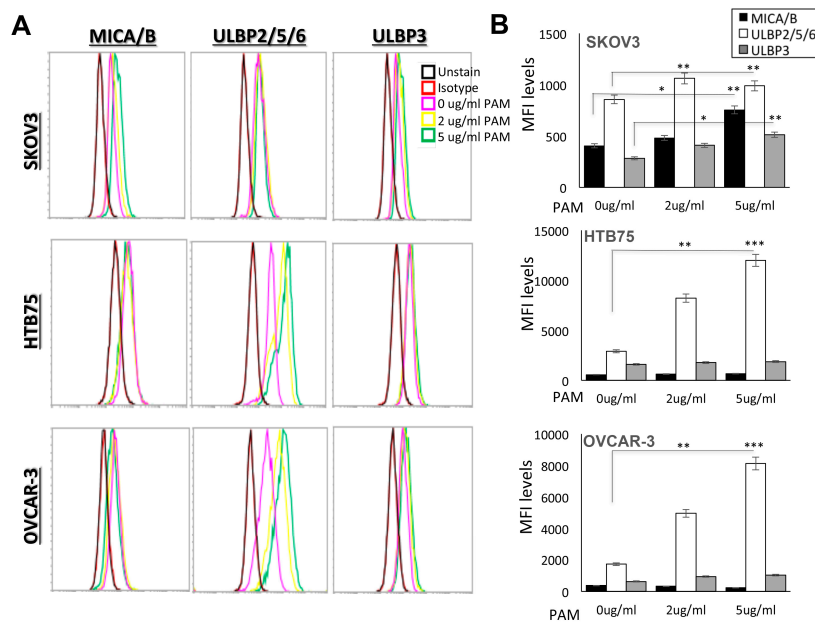 A
MICA/B
ULBP2/5/6
ULBP3
SKOV3
HTB75
OVCAR-3
Unstain
Isotype
0 ug/ml PAM
2 ug/ml PAM
5 ug/ml PAM
B
MICA/B
ULBP2/5/6
ULBP3
SKOV3
MFI levels
1500
1000
500
0
** **
* **
* **
PAM 0ug/ml 2ug/ml 5ug/ml
HTB75
MFI levels
15000
10000
5000
0
** ***
PAM 0ug/ml 2ug/ml 5ug/ml
OVCAR-3
MFI levels
10000
8000
6000
4000
2000
0
** ***
PAM 0ug/ml 2ug/ml 5ug/ml